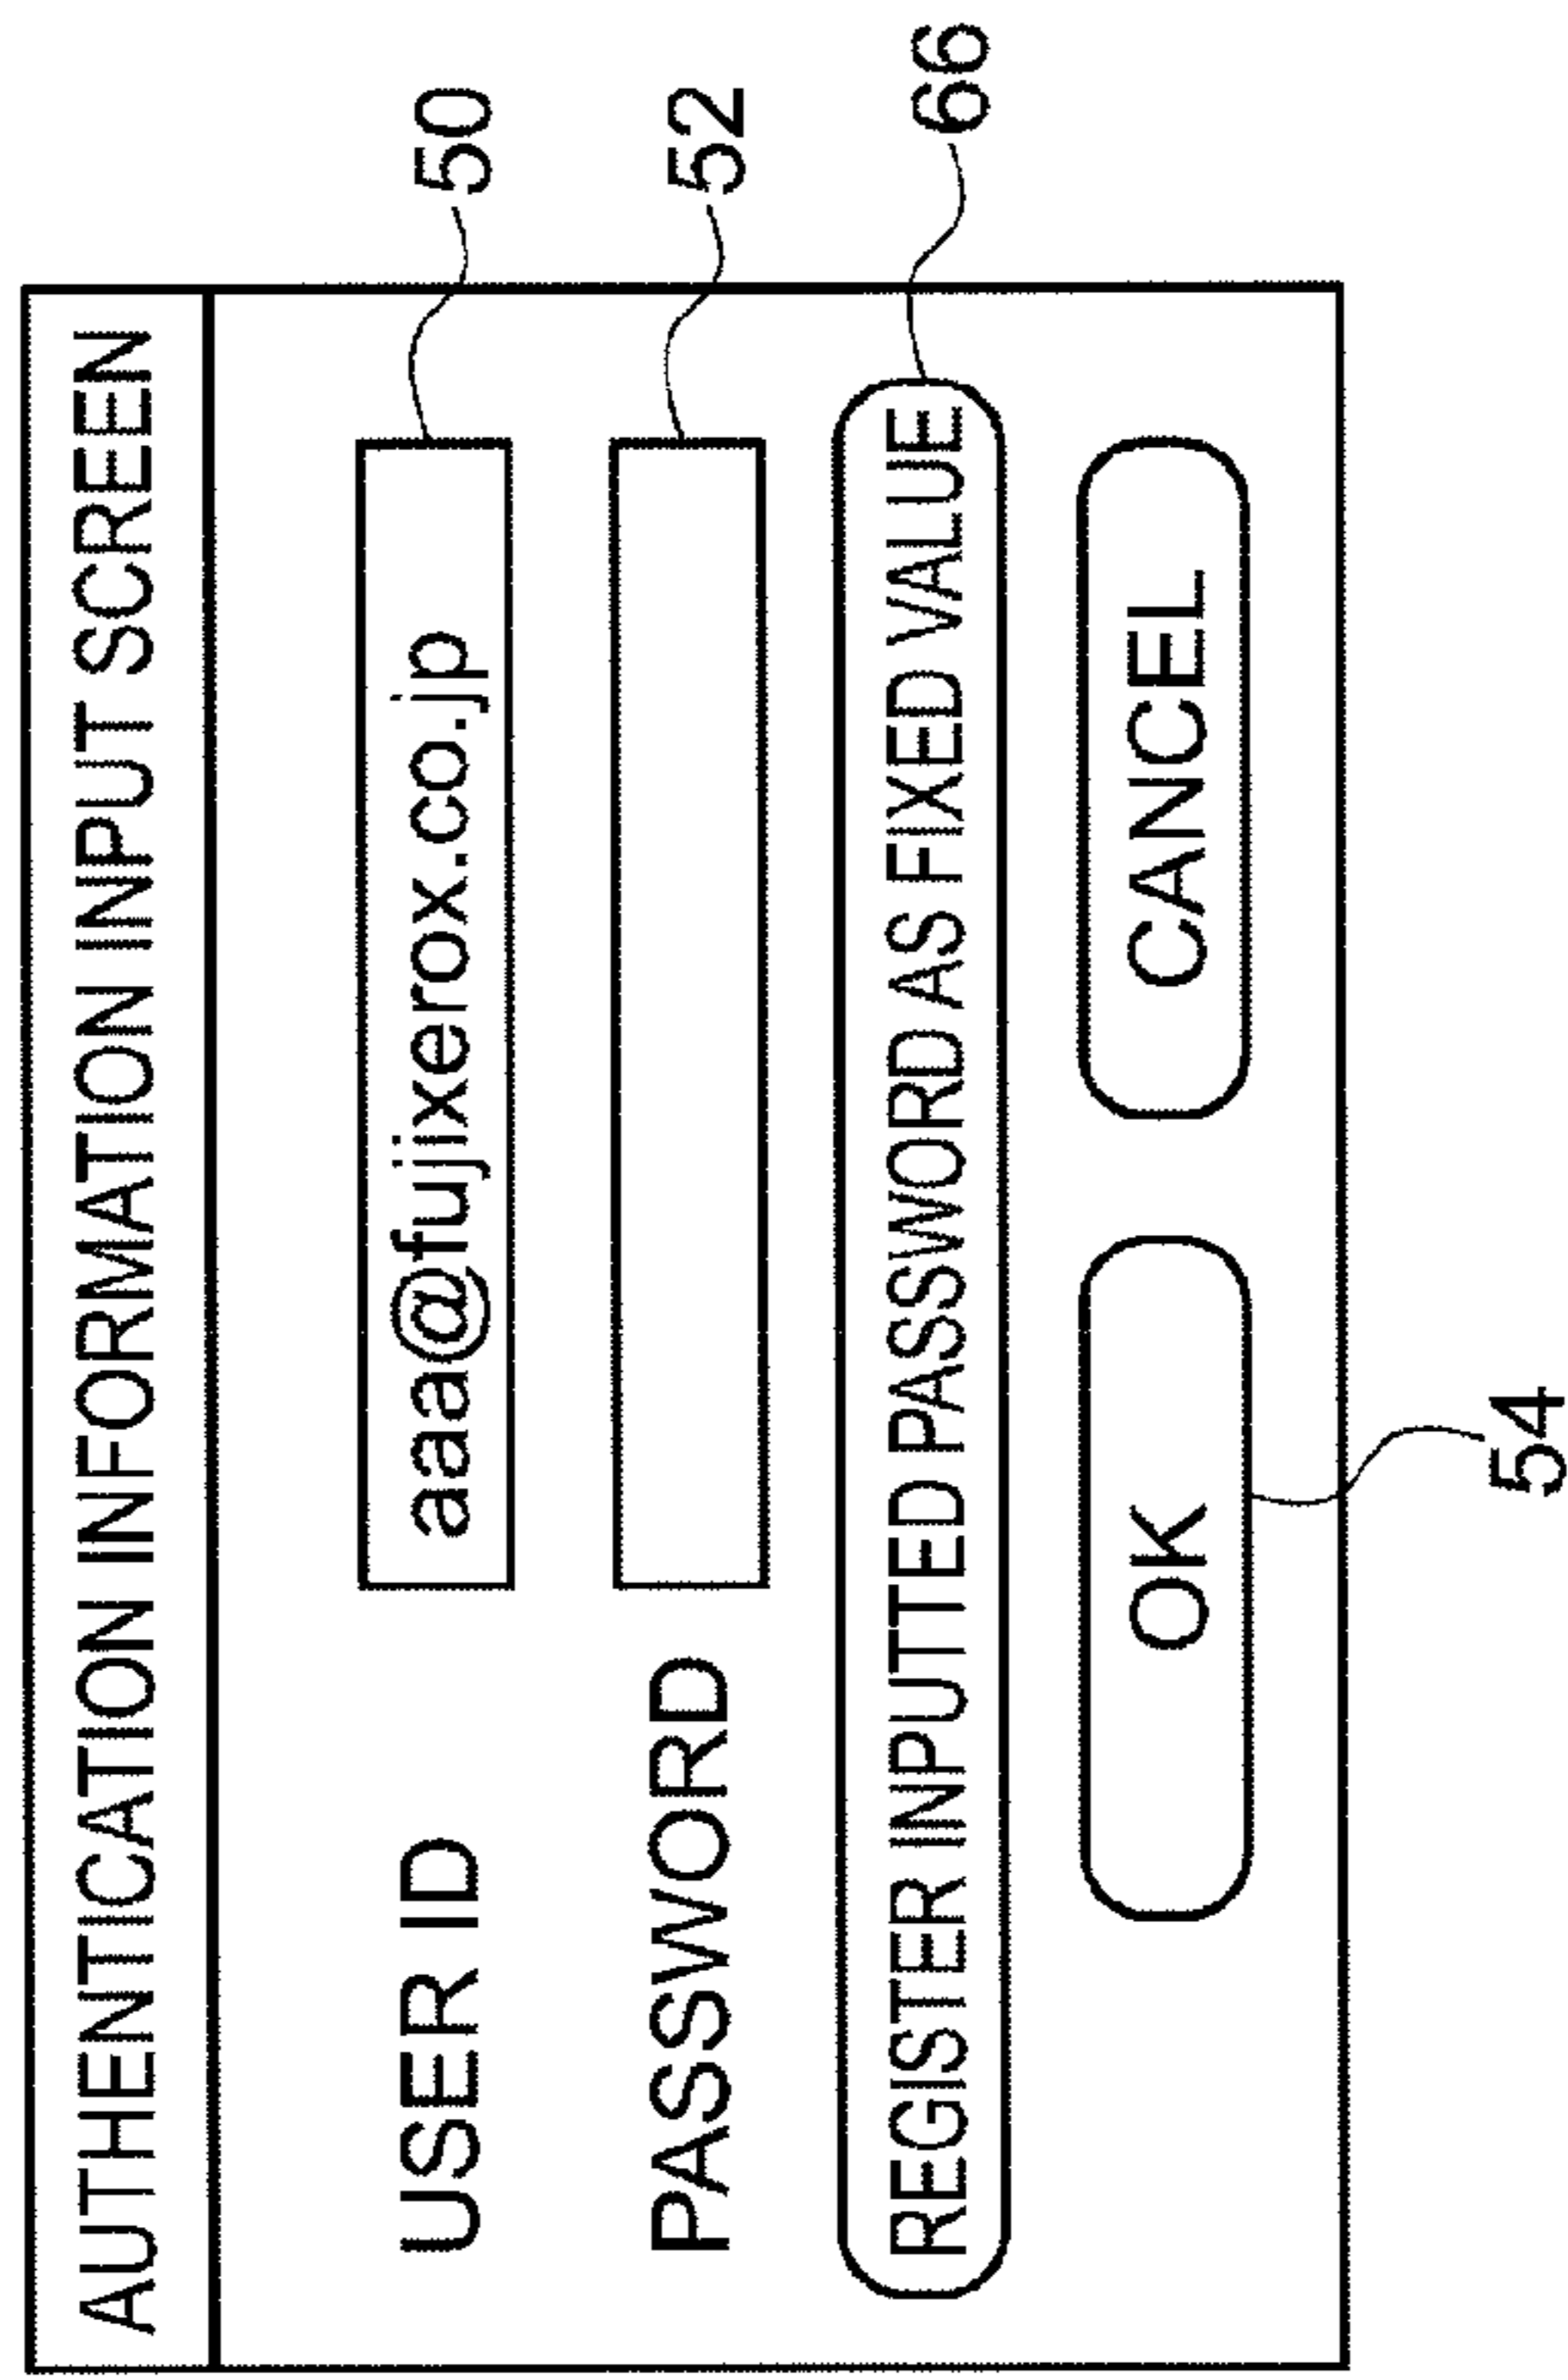 AUTHENTICATION INFORMATION INPUT SCREEN
USER ID aaa@fujixerox.co.jp 50
PASSWORD 52
REGISTER INPUTTED PASSWORD AS FIXED VALUE 66
OK CANCEL
54